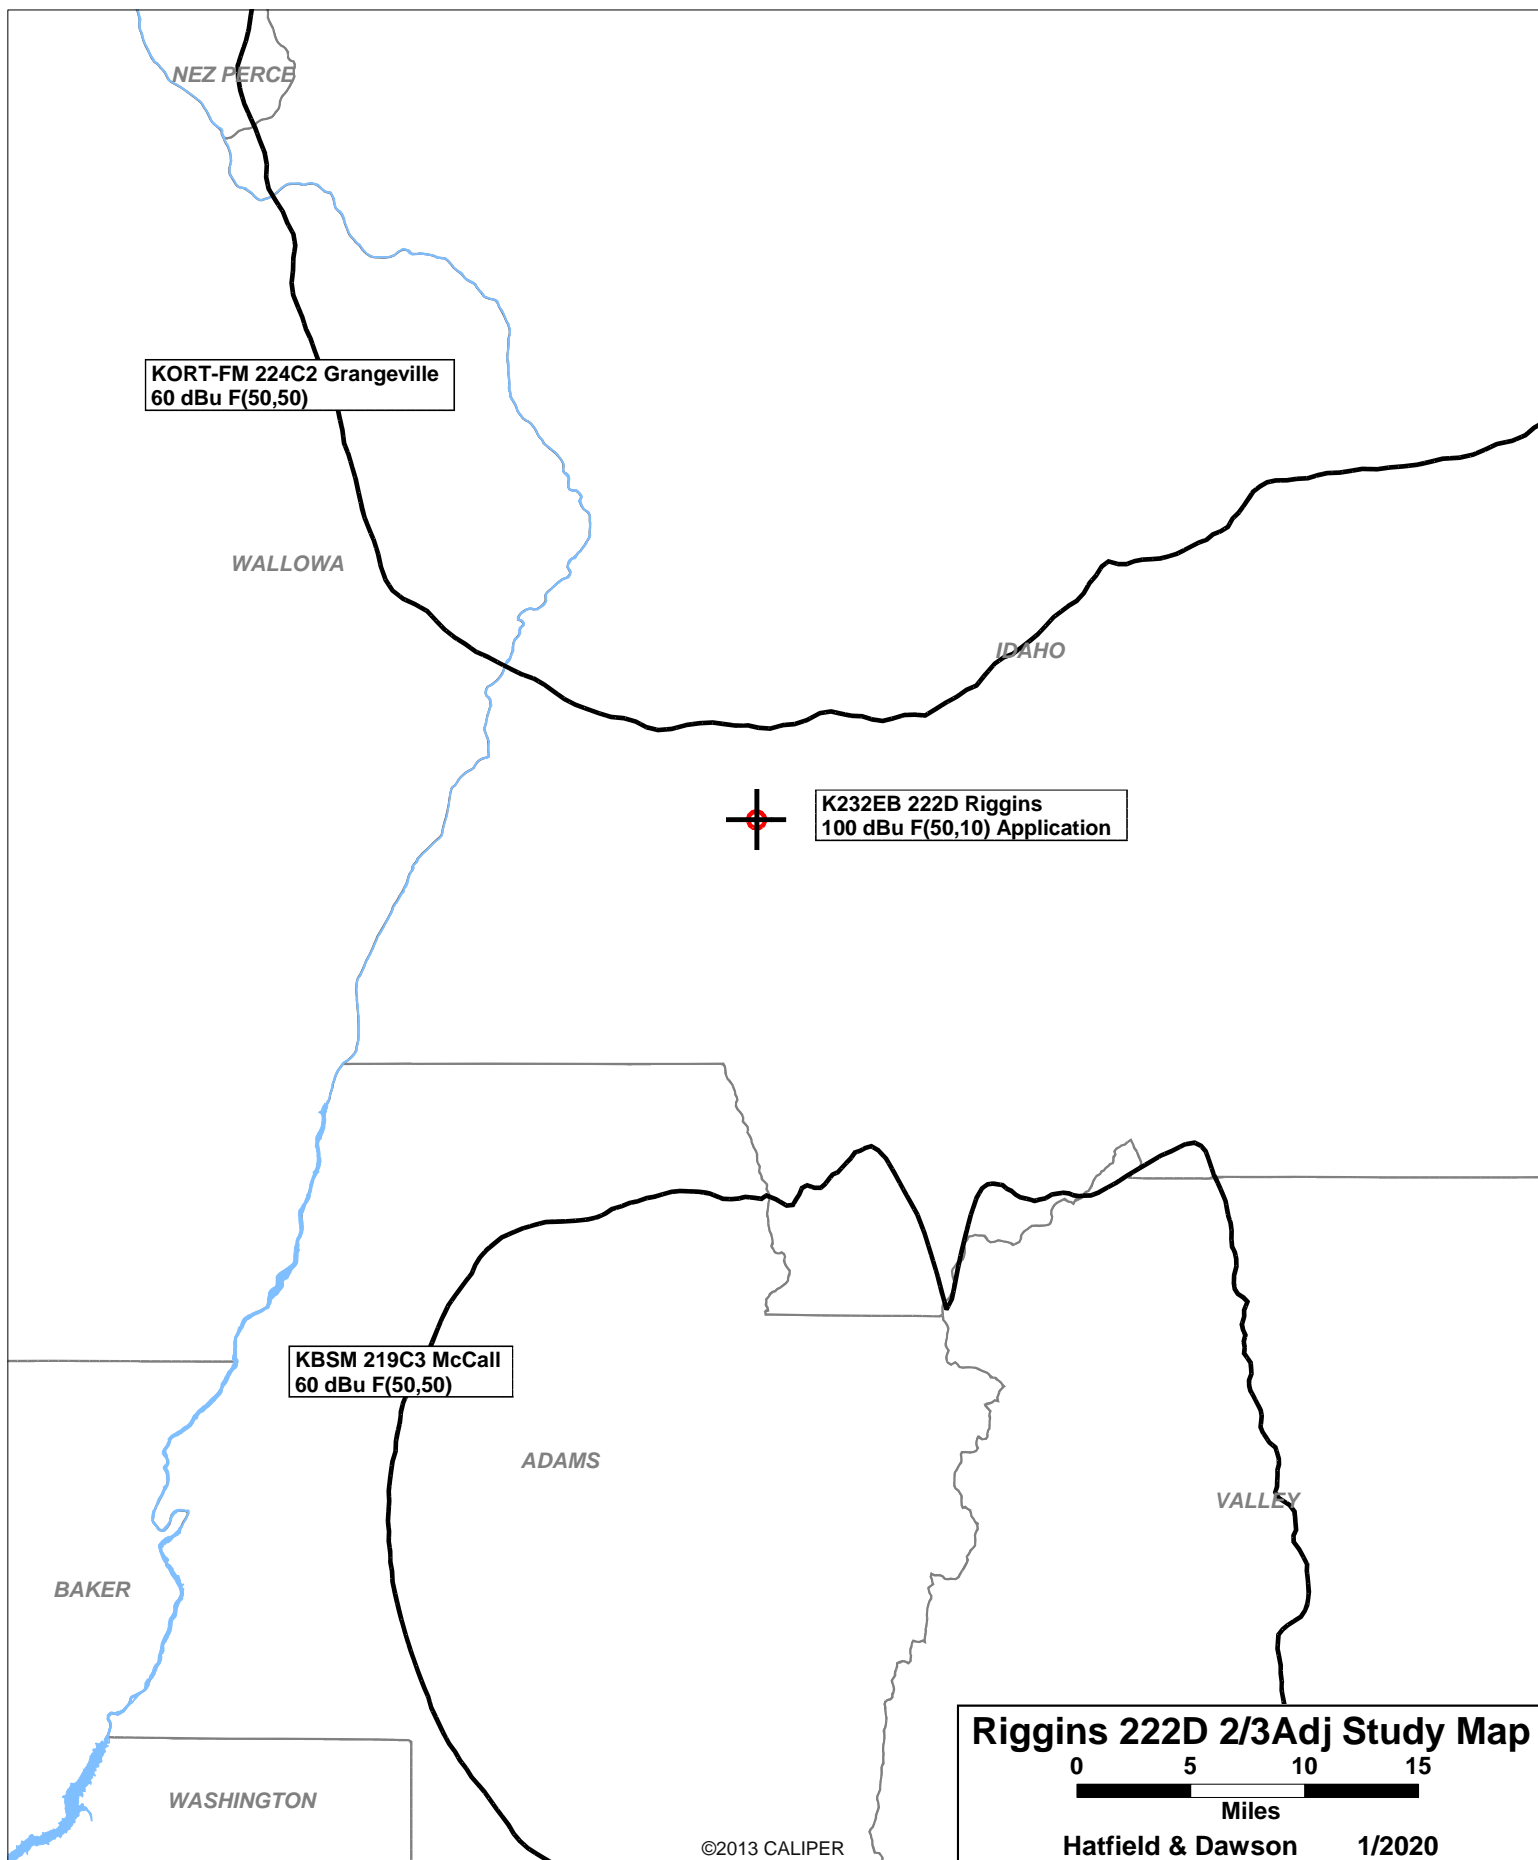 NEZ PERCE
KORT-FM 224C2 Grangeville
60 dBu F(50,50)
WALLOWA
IDAHO
K232EB 222D Riggins
100 dBu F(50,10) Application
KBSM 219C3 McCall
60 dBu F(50,50)
ADAMS
VALLEY
BAKER
WASHINGTON
Riggins 222D 2/3Adj Study Map
0 5 10 15
Miles
Hatfield & Dawson 1/2020
©2013 CALIPER